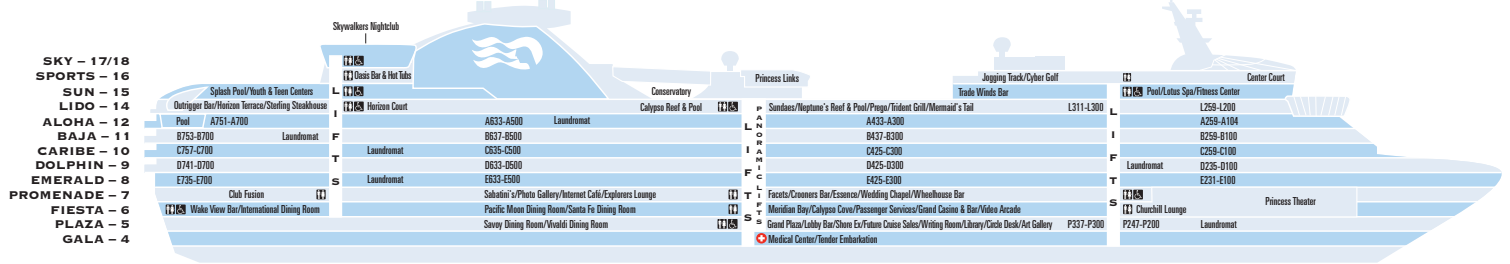 Skywalkers Nightclub
SKY – 17/18
SPORTS – 16 Oasis Bar & Hot Tubs Princess Links Jogging Track/Cyber Golf Center Court
SUN – 15 Splash Pool/Youth & Teen Centers Conservatory Trade Winds Bar Pool/Lotus Spa/Fitness Center
LIDO – 14 Outrigger Bar/Horizon Terrace/Sterling Steakhouse Horizon Court Calypso Reef & Pool Sundaes/Neptune's Reef & Pool/Prego/Trident Grill/Mermaid's Tail L311-L300 L259-L200
ALOHA – 12 Pool A751-A700 A633-A500 Laundromat A433-A300 A259-A104
BAJA – 11 B753-B700 Laundromat B637-B500 B437-B300 B259-B100
CARIBE – 10 C757-C700 Laundromat C635-C500 C425-C300 C259-C100
DOLPHIN – 9 D741-D700 D633-D500 D425-D300 Laundromat D235-D100
EMERALD – 8 E735-E700 Laundromat E633-E500 E425-E300 E231-E100
PROMENADE – 7 Club Fusion Sabatini's/Photo Gallery/Internet Café/Explorers Lounge Facets/Crooners Bar/Essence/Wedding Chapel/Wheelhouse Bar Princess Theater
FIESTA – 6 Wake View Bar/International Dining Room Pacific Moon Dining Room/Santa Fe Dining Room Meridian Bay/Calypso Cove/Passenger Services/Grand Casino & Bar/Video Arcade Churchill Lounge
PLAZA – 5 Savoy Dining Room/Vivaldi Dining Room Grand Plaza/Lobby Bar/Shore Ex/Future Cruise Sales/Writing Room/Library/Circle Desk/Art Gallery P337-P300 P247-P200 Laundromat
GALA – 4 Medical Center/Tender Embarkation
LIFTS
LIFTS
PANORAMIC LIFTS
LIFTS